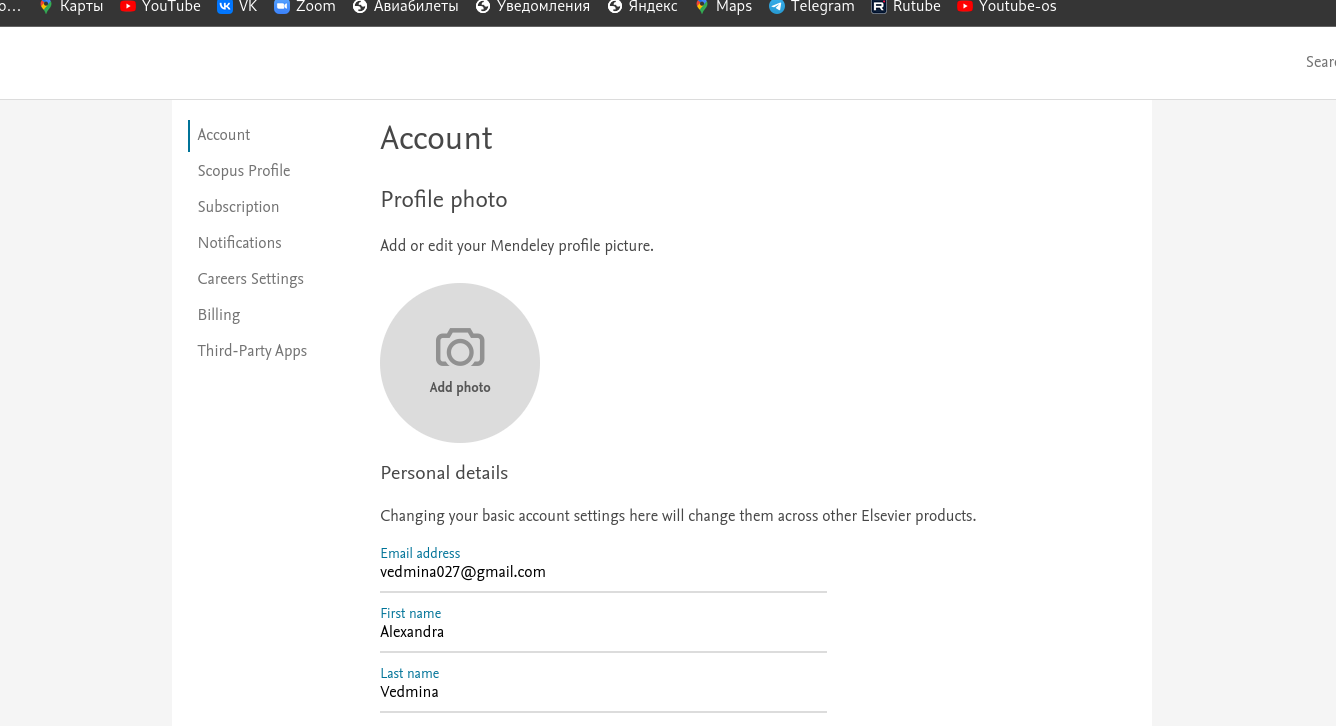 о... Карты YouTube VK Zoom Авиабилеты Уведомления Яндекс Maps Telegram Rutube Youtube-os
Account
Scopus Profile
Subscription
Notifications
Careers Settings
Billing
Third-Party Apps
Account
Profile photo
Add or edit your Mendeley profile picture.
Add photo
Personal details
Changing your basic account settings here will change them across other Elsevier products.
Email address
vedmina027@gmail.com
First name
Alexandra
Last name
Vedmina